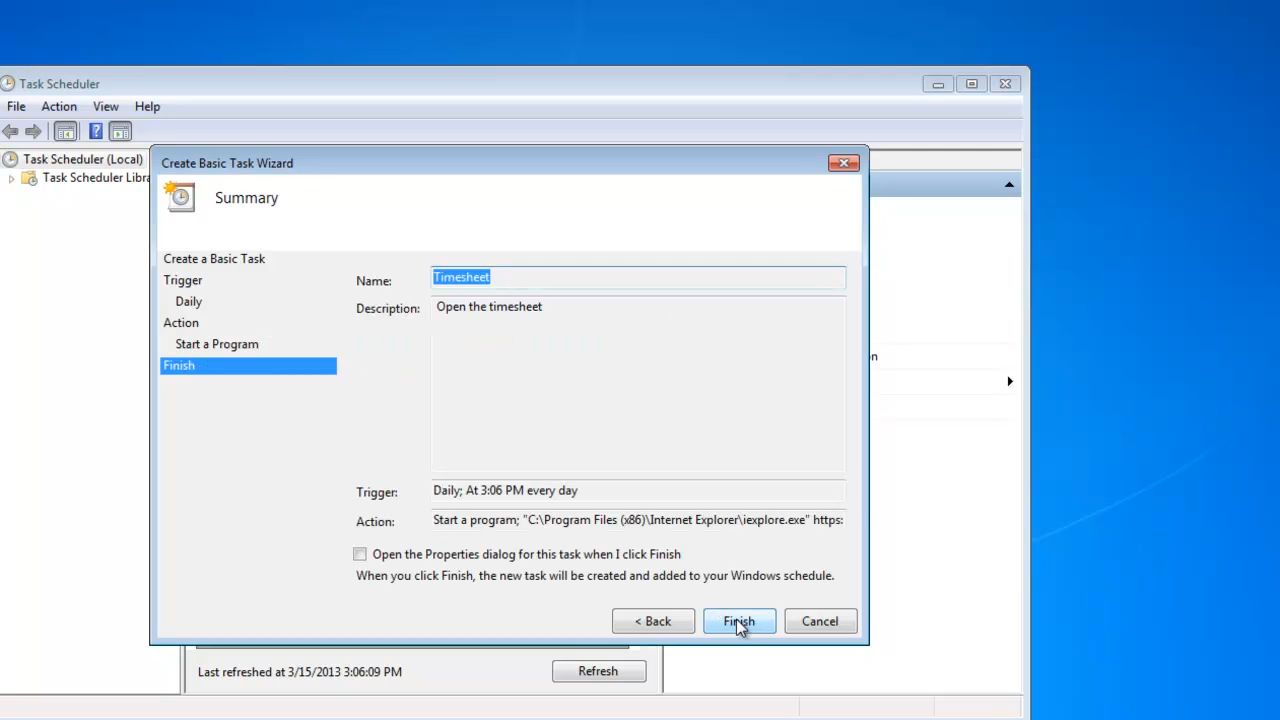 Task Scheduler
File Action View Help
Task Scheduler (Local)
Task Scheduler Libra
Create Basic Task Wizard
Summary
Create a Basic Task
Trigger
Daily
Action
Start a Program
Finish
Name: Timesheet
Description: Open the timesheet
Trigger: Daily; At 3:06 PM every day
Action: Start a program; "C:\Program Files (x86)\Internet Explorer\iexplore.exe" https:
Open the Properties dialog for this task when I click Finish
When you click Finish, the new task will be created and added to your Windows schedule.
< Back Finish Cancel
on
Last refreshed at 3/15/2013 3:06:09 PM Refresh